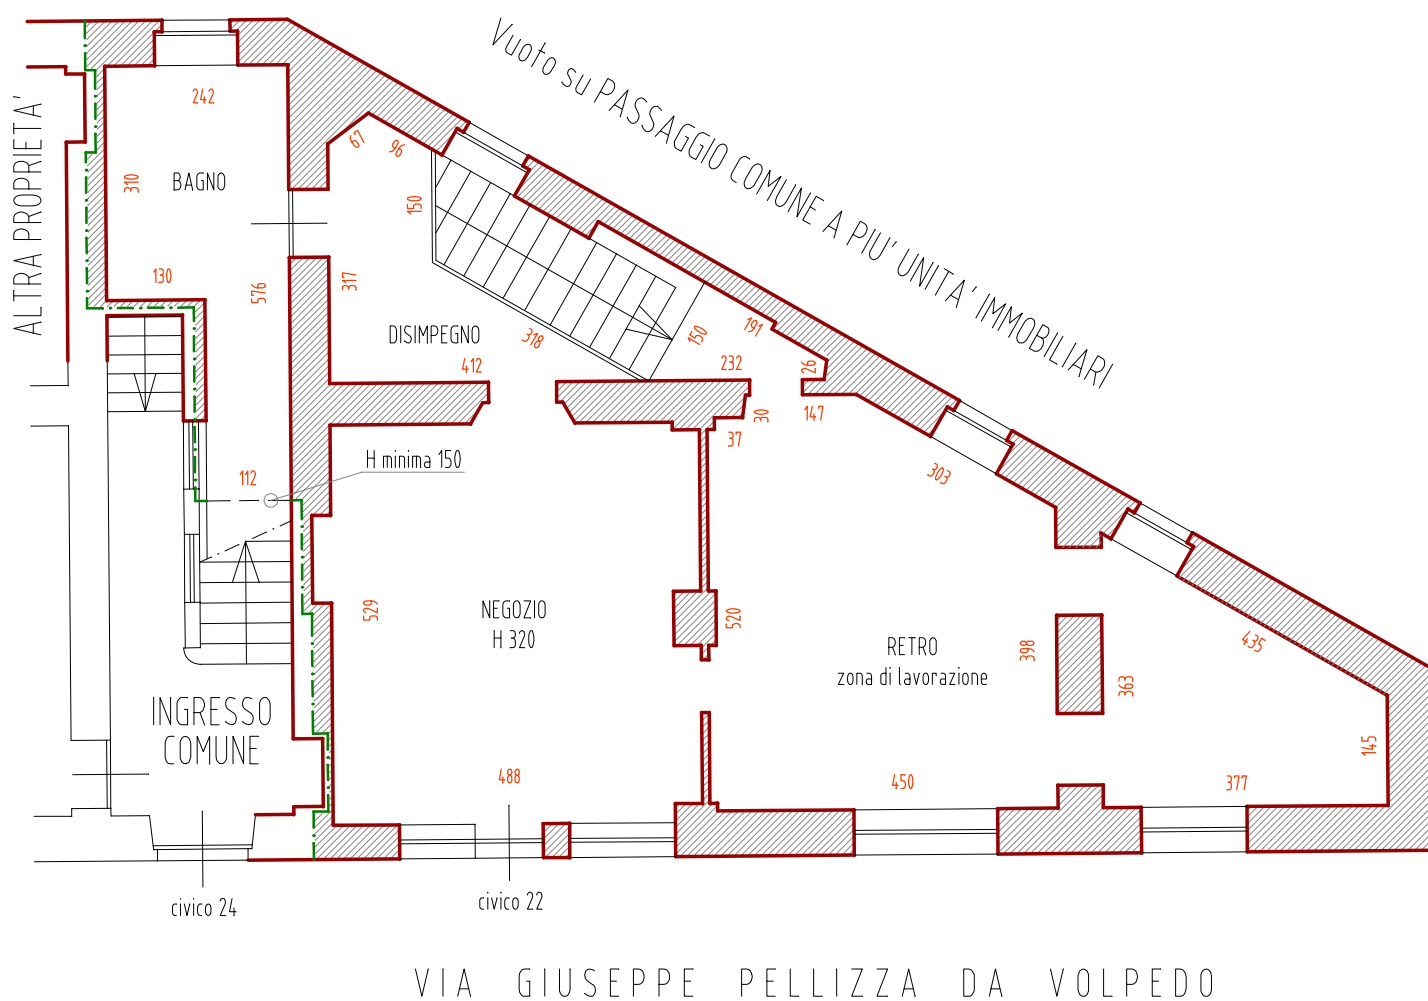 Vuoto su PASSAGGIO COMUNE A PIU' UNITA' IMMOBILIARI
ALTRA PROPRIETA'
242
67
96
310
BAGNO
150
130
576
317
DISIMPEGNO
318
150
191
412
232
26
147
30
37
H minima 150
112
303
529
NEGOZIO
H 320
520
RETRO
zona di lavorazione
398
363
435
145
INGRESSO
COMUNE
488
450
377
civico 24
civico 22
VIA GIUSEPPE PELLIZZA DA VOLPEDO